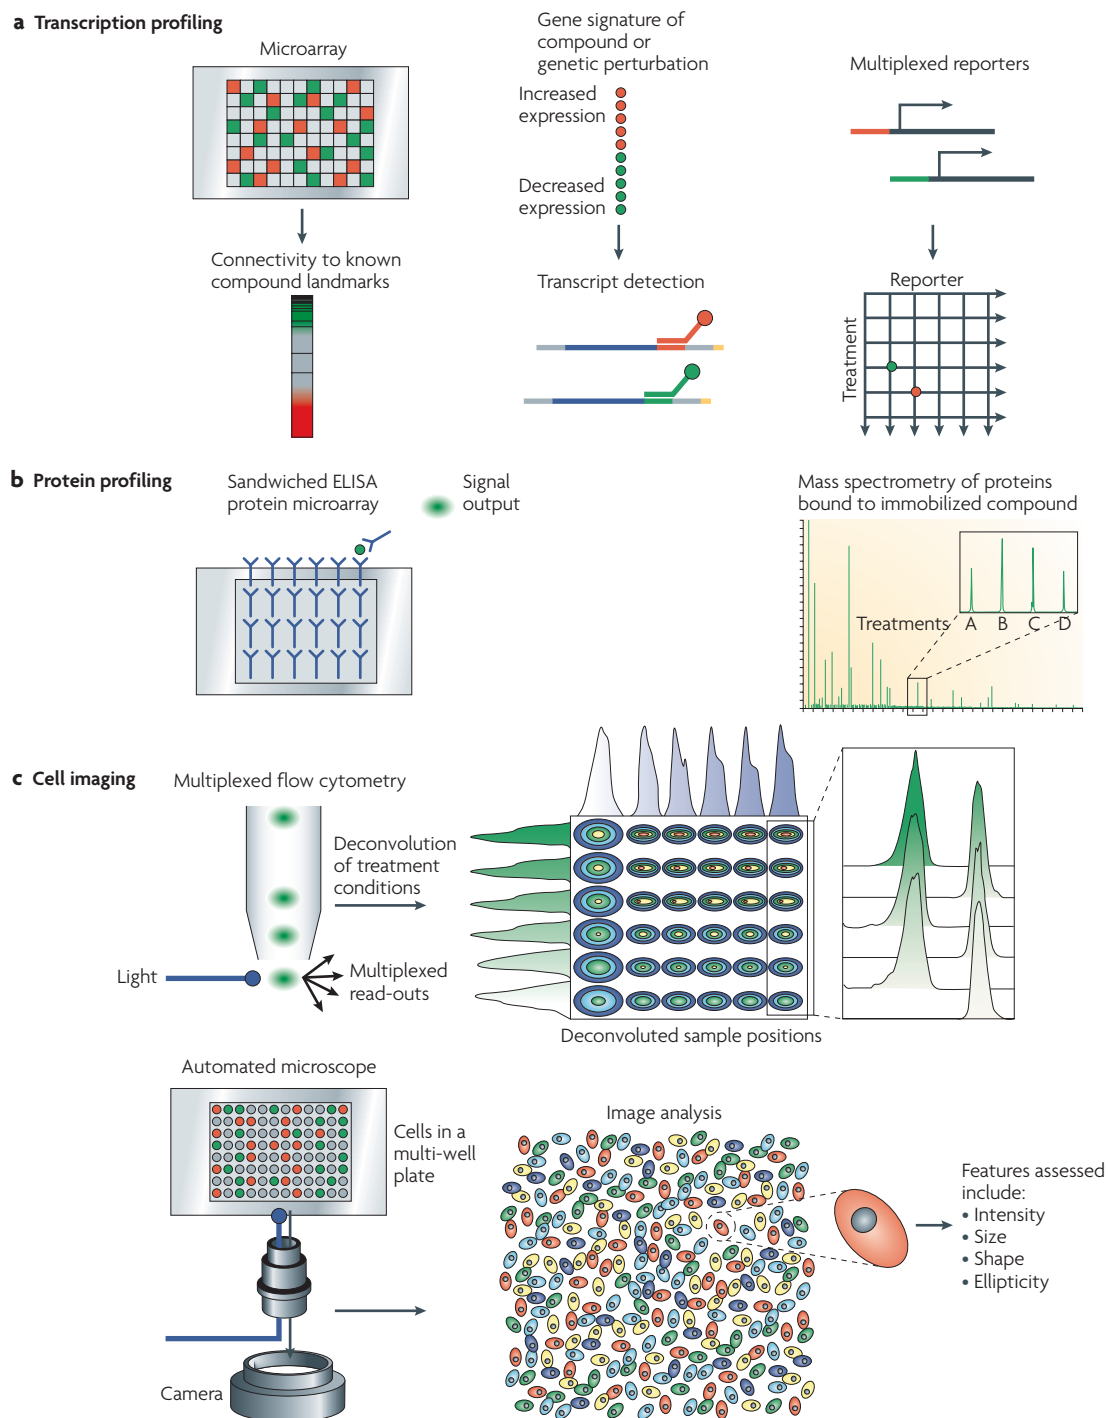 a Transcription profiling
Microarray
Connectivity to known
compound landmarks
Gene signature of
compound or
genetic perturbation
Increased
expression
Decreased
expression
Transcript detection
Multiplexed reporters
Reporter
Treatment
b Protein profiling
Sandwiched ELISA
protein microarray
Signal
output
Mass spectrometry of proteins
bound to immobilized compound
Treatments A B C D
c Cell imaging
Multiplexed flow cytometry
Deconvolution
of treatment
conditions
Light
Multiplexed
read-outs
Deconvoluted sample positions
Automated microscope
Cells in a
multi-well
plate
Camera
Image analysis
Features assessed
include:
• Intensity
• Size
• Shape
• Ellipticity